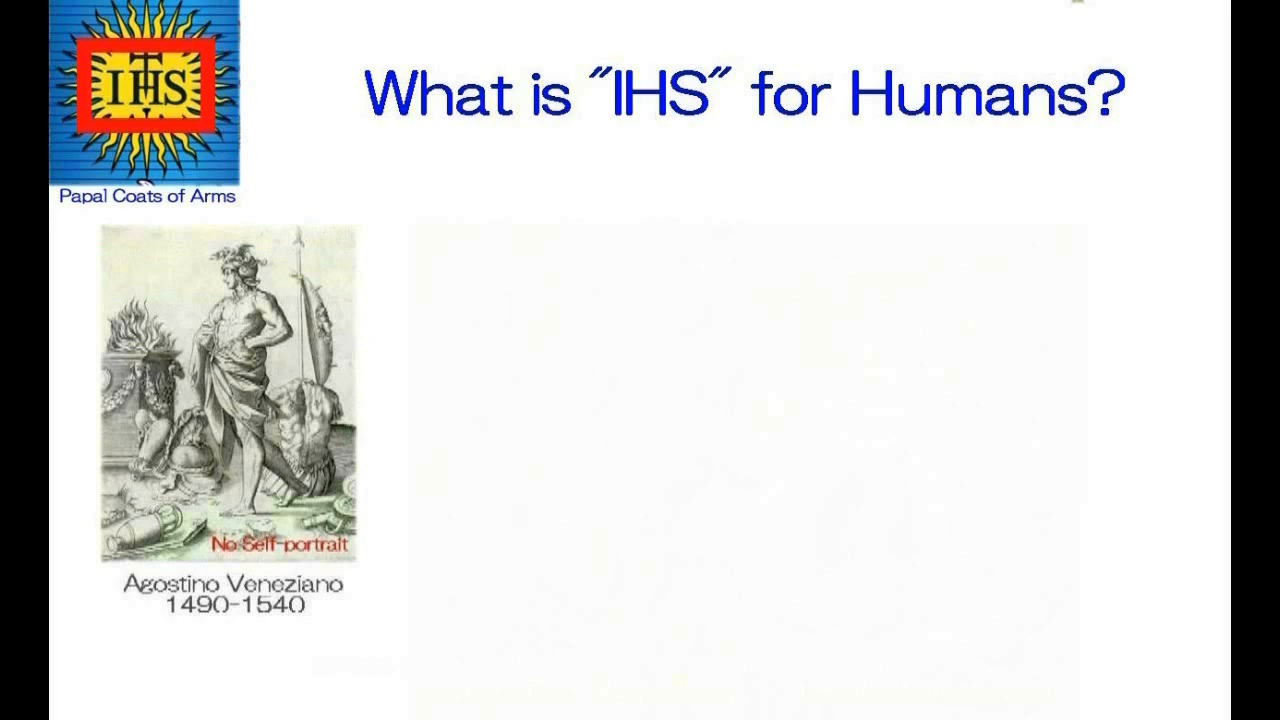 IHS
What is "IHS" for Humans?
Papal Coats of Arms
No Self-portrait
Agostino Veneziano
1490-1540